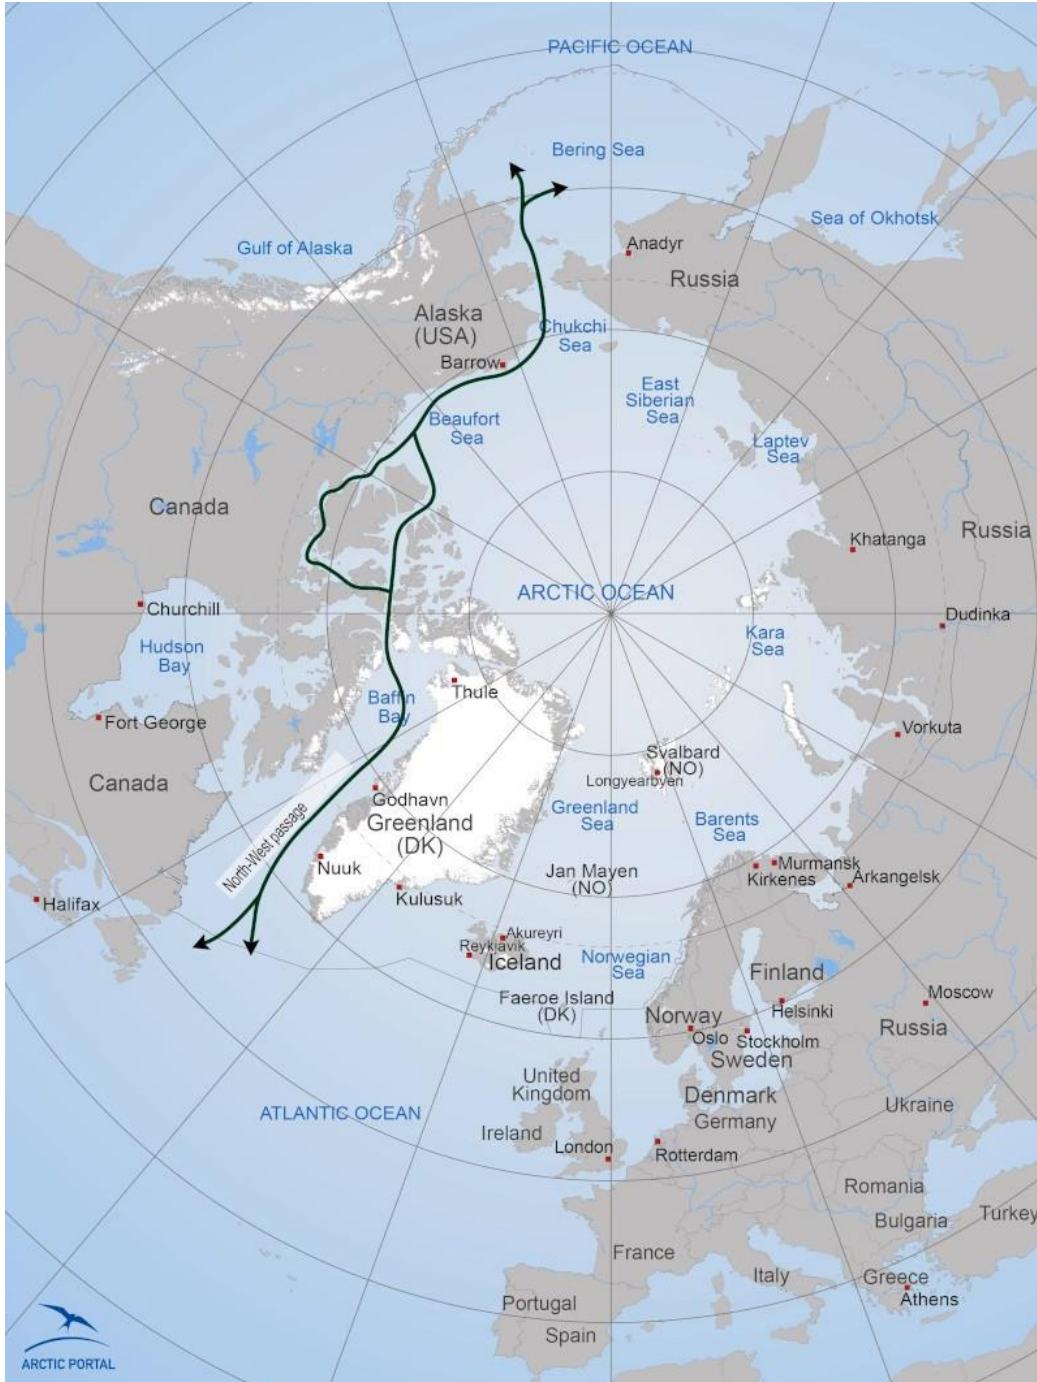 PACIFIC OCEAN
Bering Sea
Sea of Okhotsk
Gulf of Alaska
Anadyr
Russia
Alaska
(USA)
Chukchi
Sea
Barrow
East
Siberian
Sea
Beaufort
Sea
Laptev
Sea
Canada
Russia
Khatanga
ARCTIC OCEAN
Churchill
Dudinka
Hudson
Bay
Kara
Sea
Thule
Baffin
Bay
Fort George
Vorkuta
Svalbard
(NO)
Longyearbyen
Canada
Godhavn
Greenland
(DK)
Greenland
Sea
Barents
Sea
North-West passage
Nuuk
Murmansk
Kirkenes
Arkangelsk
Jan Mayen
(NO)
Kulusuk
Halifax
Akureyri
Reykjavik
Iceland
Norwegian
Sea
Finland
Faeroe Island
(DK)
Moscow
Helsinki
Norway
Oslo
Stockholm
Russia
Sweden
United
Kingdom
Denmark
Ukraine
ATLANTIC OCEAN
Germany
Ireland
London
Rotterdam
Romania
Bulgaria
Turkey
France
Italy
Greece
Athens
Portugal
Spain
ARCTIC PORTAL